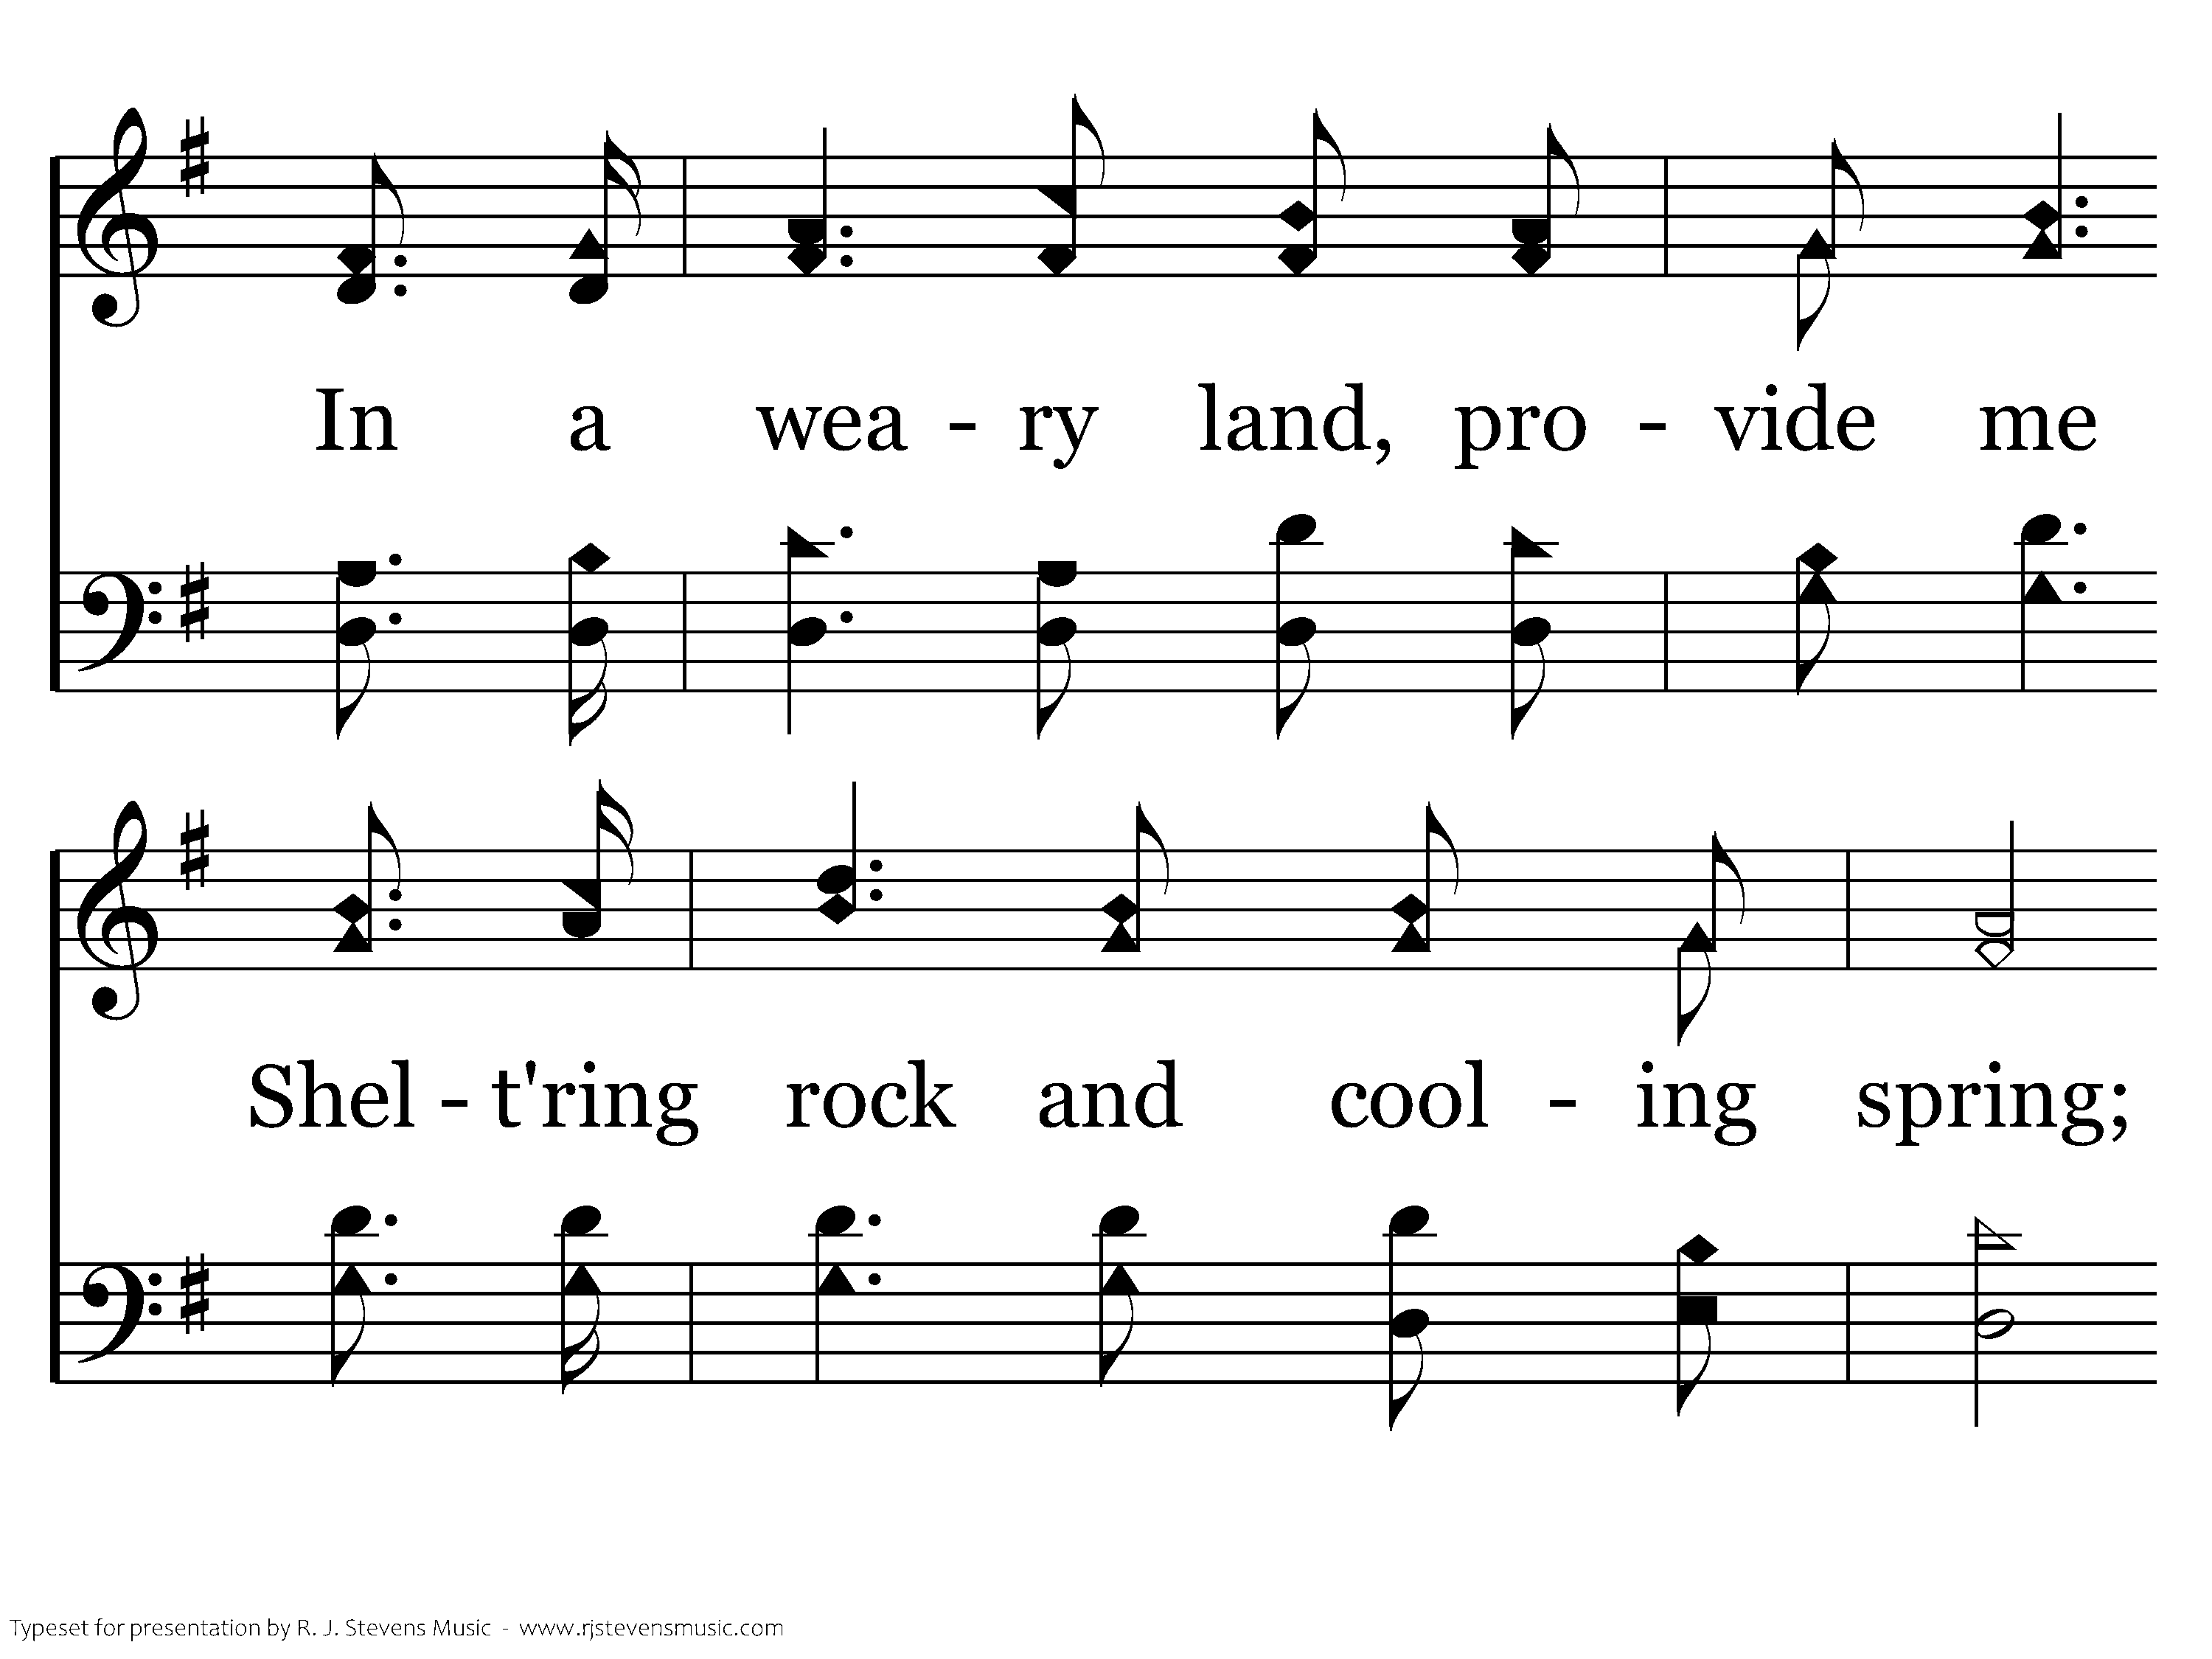 In a wea - ry land, pro - vide me
Shel - t'ring rock and cool - ing spring;
Typeset for presentation by R. J. Stevens Music - www.rjstevensmusic.com